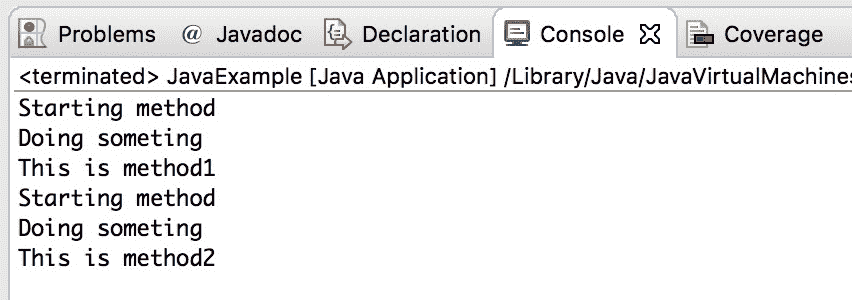 Problems @ Javadoc Declaration Console Coverage
<terminated> JavaExample [Java Application] /Library/Java/JavaVirtualMachines
Starting method
Doing someting
This is method1
Starting method
Doing someting
This is method2